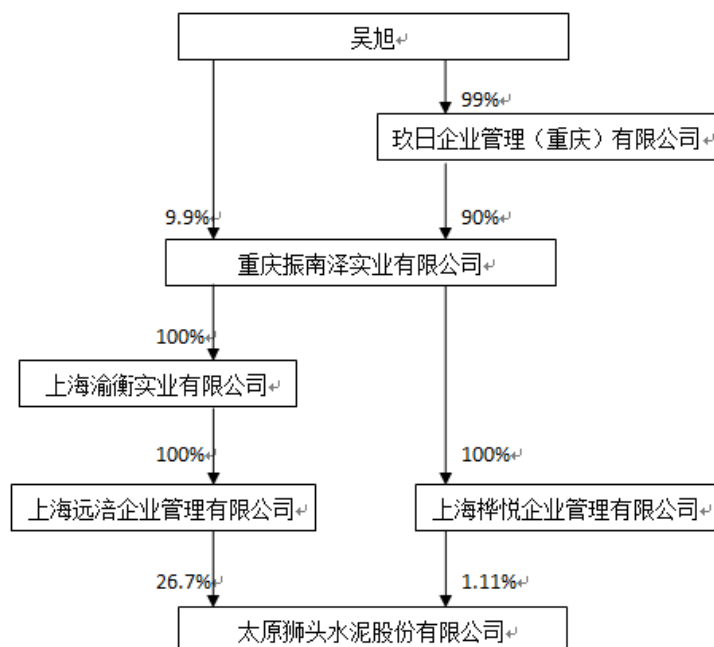 吴旭↵
99%↵
玖日企业管理（重庆）有限公司↵
9.9%↵
90%↵
重庆振南泽实业有限公司↵
100%↵
上海渝衡实业有限公司↵
100%↵
100%↵
上海远涪企业管理有限公司↵
上海桦悦企业管理有限公司↵
26.7%↵
1.11%↵
太原狮头水泥股份有限公司↵